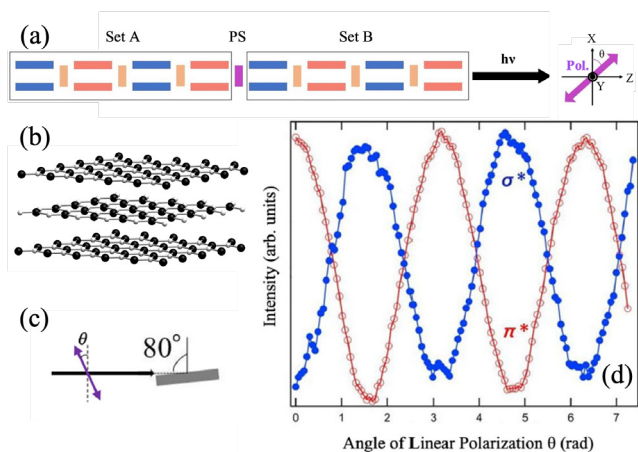 (a)
Set A
PS
Set B
hν
X
θ
Pol.
Z
Y
(b)
(c)
θ
80°
Intensity (arb. units)
σ*
π*
(d)
0 1 2 3 4 5 6 7
Angle of Linear Polarization θ (rad)